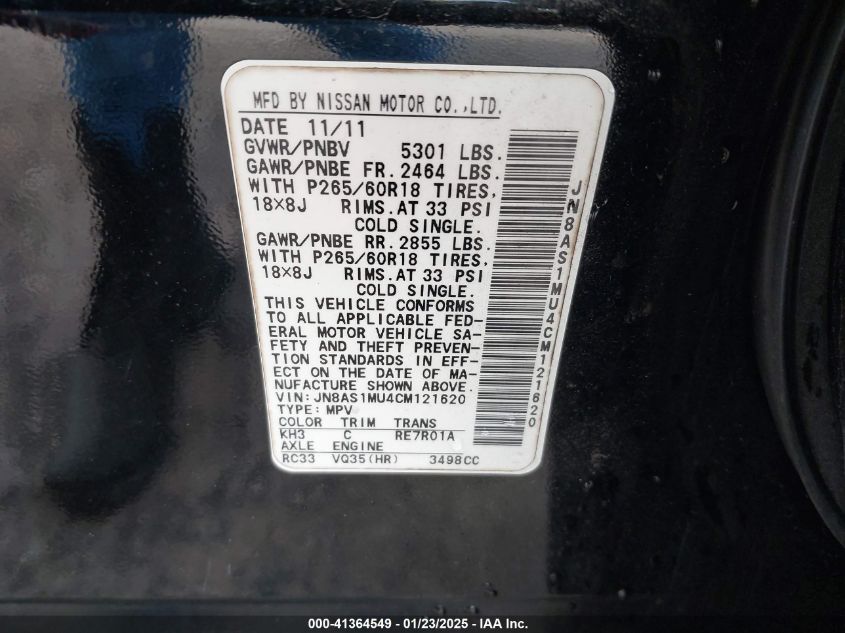 MFD BY NISSAN MOTOR CO.,LTD.
DATE 11/11
GVWR/PNBV 5301 LBS.
GAWR/PNBE FR. 2464 LBS.
WITH P265/60R18 TIRES,
18×8J RIMS. AT 33 PSI
COLD SINGLE.
GAWR/PNBE RR. 2855 LBS.
WITH P265/60R18 TIRES,
18×8J RIMS. AT 33 PSI
COLD SINGLE.
THIS VEHICLE CONFORMS
TO ALL APPLICABLE FED-
ERAL MOTOR VEHICLE SA-
FETY AND THEFT PREVEN-
TION STANDARDS IN EFF-
ECT ON THE DATE OF MA-
NUFACTURE SHOWN ABOVE.
VIN: JN8AS1MU4CM121620
TYPE: MPV
COLOR TRIM TRANS
KH3 C RE7R01A
AXLE ENGINE
RC33 VQ35(HR) 3498CC
JN8AS1MU4CM121620
000-41364549 / 01/23/2025 - IAA Inc.